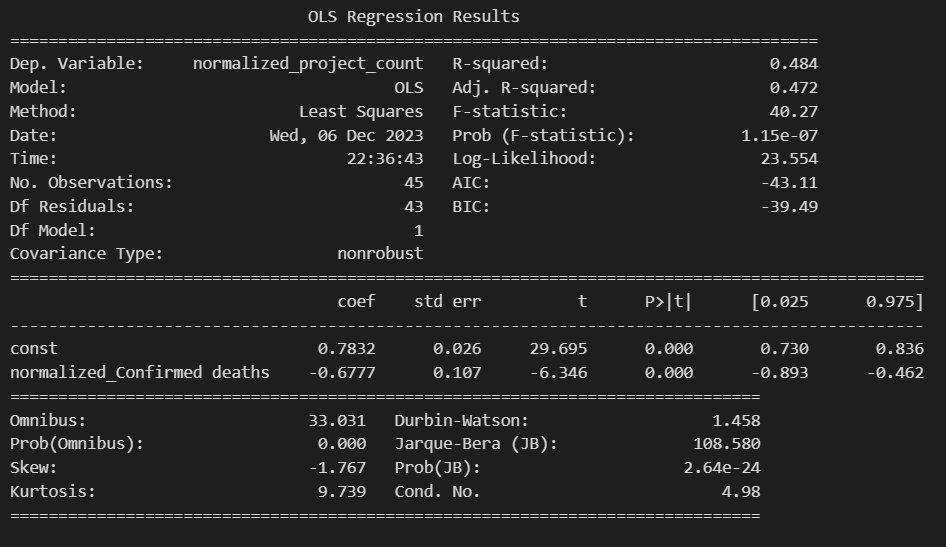 OLS Regression Results
==============================================================================
Dep. Variable: normalized_project_count R-squared: 0.484
Model: OLS Adj. R-squared: 0.472
Method: Least Squares F-statistic: 40.27
Date: Wed, 06 Dec 2023 Prob (F-statistic): 1.15e-07
Time: 22:36:43 Log-Likelihood: 23.554
No. Observations: 45 AIC: -43.11
Df Residuals: 43 BIC: -39.49
Df Model: 1
Covariance Type: nonrobust
==============================================================================================
coef std err t P>|t| [0.025 0.975]
----------------------------------------------------------------------------------------------
const 0.7832 0.026 29.695 0.000 0.730 0.836
normalized_Confirmed deaths -0.6777 0.107 -6.346 0.000 -0.893 -0.462
==============================================================================
Omnibus: 33.031 Durbin-Watson: 1.458
Prob(Omnibus): 0.000 Jarque-Bera (JB): 108.580
Skew: -1.767 Prob(JB): 2.64e-24
Kurtosis: 9.739 Cond. No. 4.98
==============================================================================